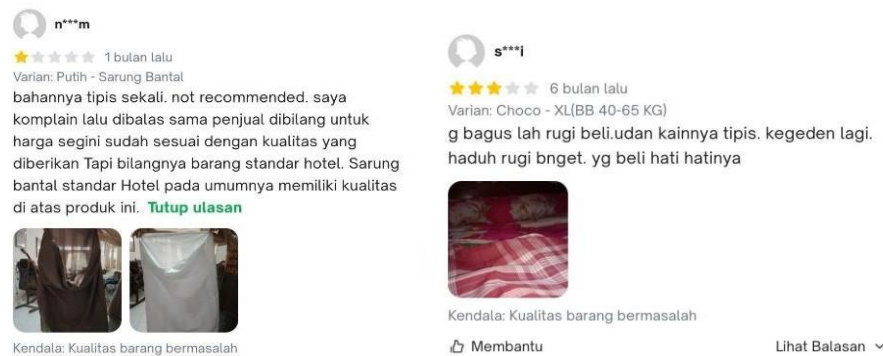 n***m
1 bulan lalu
Varian: Putih - Sarung Bantal
bahannya tipis sekali. not recommended. saya
komplain lalu dibalas sama penjual dibilang untuk
harga segini sudah sesuai dengan kualitas yang
diberikan Tapi bilangnya barang standar hotel. Sarung
bantal standar Hotel pada umumnya memiliki kualitas
di atas produk ini. Tutup ulasan
Kendala: Kualitas barang bermasalah
s***i
6 bulan lalu
Varian: Choco - XL(BB 40-65 KG)
g bagus lah rugi beli.udan kainnya tipis. kegeden lagi.
haduh rugi bnget. yg beli hati hatinya
Kendala: Kualitas barang bermasalah
Membantu
Lihat Balasan